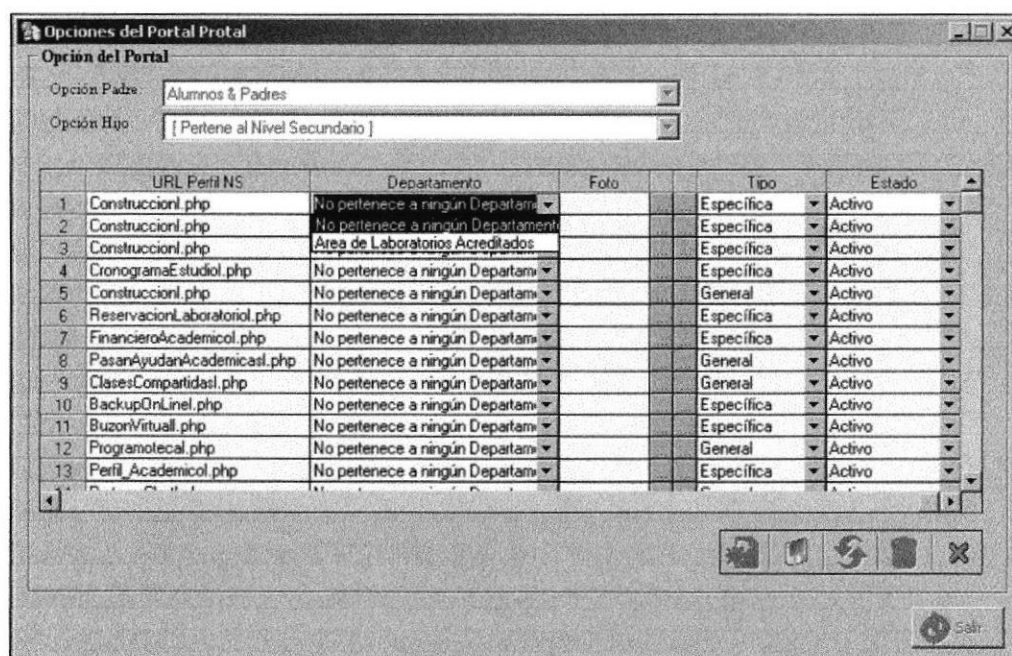 Opciones del Portal Protal
Opción del Portal
Opción Padre: Alumnos & Padres
Opción Hijo: [ Pertene al Nivel Secundario ]
URL Perfil NS Departamento Foto Tipo Estado
1 ConstruccionI.php No pertenece a ningún Departam Específica Activo
2 ConstruccionI.php No pertenece a ningún Departament Específica Activo
3 ConstruccionI.php Area de Laboratorios Acreditados Específica Activo
4 CronogramaEstudioI.php No pertenece a ningún Departam Específica Activo
5 ConstruccionI.php No pertenece a ningún Departam General Activo
6 ReservacionLaboratorioI.php No pertenece a ningún Departam Específica Activo
7 FinancieroAcademicoI.php No pertenece a ningún Departam Específica Activo
8 PasanAyudanAcademicasI.php No pertenece a ningún Departam General Activo
9 ClasesCompartidasI.php No pertenece a ningún Departam General Activo
10 BackupOnLineI.php No pertenece a ningún Departam Específica Activo
11 BuzonVirtualI.php No pertenece a ningún Departam Específica Activo
12 ProgramotecaI.php No pertenece a ningún Departam General Activo
13 Perfil_AcademicoI.php No pertenece a ningún Departam Específica Activo
Salir